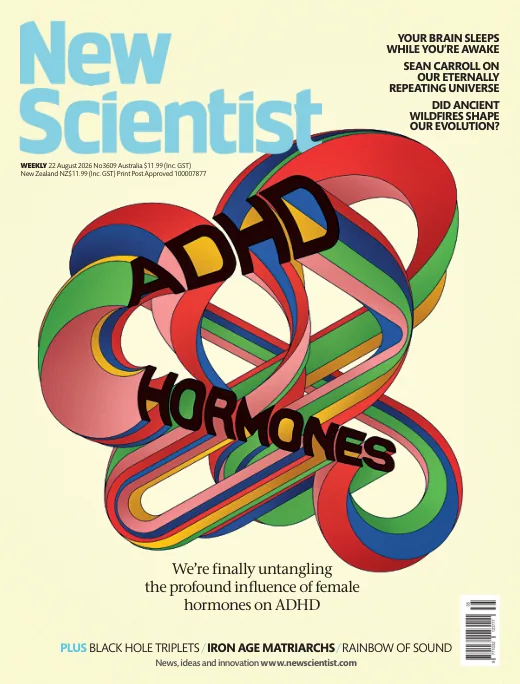 New
Scientist
WEEKLY 22 August 2026 No3609 Australia $11.99 (Inc. GST)
New Zealand NZ$11.99 (Inc. GST) Print Post Approved 100007877
YOUR BRAIN SLEEPS
WHILE YOU'RE AWAKE
SEAN CARROLL ON
OUR ETERNALLY
REPEATING UNIVERSE
DID ANCIENT
WILDFIRES SHAPE
OUR EVOLUTION?
ADHD
HORMONES
We're finally untangling
the profound influence of female
hormones on ADHD
PLUS BLACK HOLE TRIPLETS / IRON AGE MATRIARCHS / RAINBOW OF SOUND
News, ideas and innovation www.newscientist.com